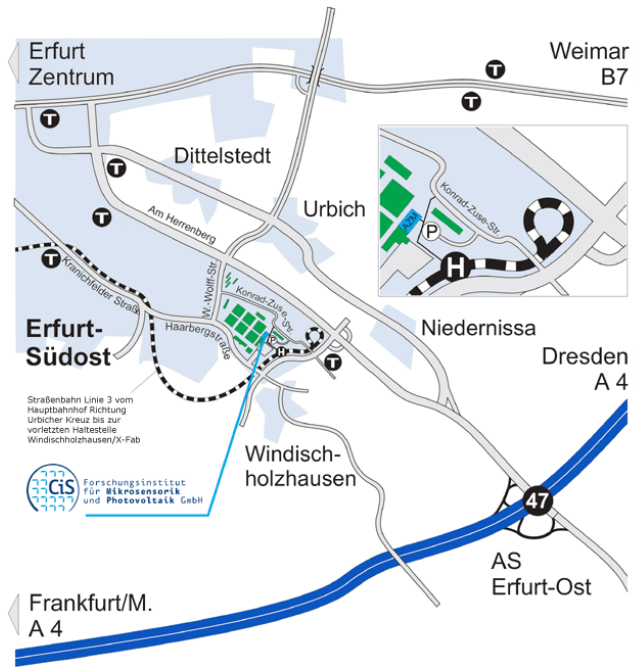 Erfurt
Zentrum
Weimar
B7
T
T
T
T
T
T
T
Dittelstedt
Urbich
Am Herrenberg
Konrad-Zuse-Str
AZM
P
H
Kranichfelder Straße
W.-Wolff-Str
Konrad-Zuse-Str.
Haarbergstraße
P
H
Erfurt-
Südost
Niedernissa
Dresden
A 4
Straßenbahn Linie 3 vom
Hauptbahnhof Richtung
Urbicher Kreuz bis zur
vorletzten Haltestelle
Windischholzhausen/X-Fab
Windisch-
holzhausen
CiS
Forschungsinstitut
für Mikrosensorik
und Photovoltaik GmbH
47
AS
Erfurt-Ost
Frankfurt/M.
A 4